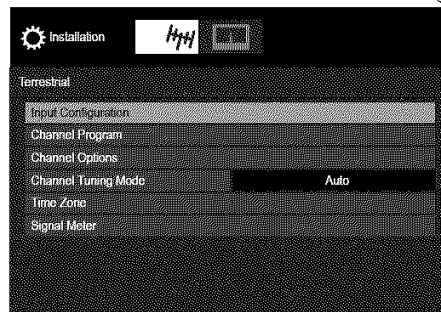 Installation
Terrestrial
Input Configuration
Channel Program
Channel Options
Channel Tuning Mode Auto
Time Zone
Signal Meter